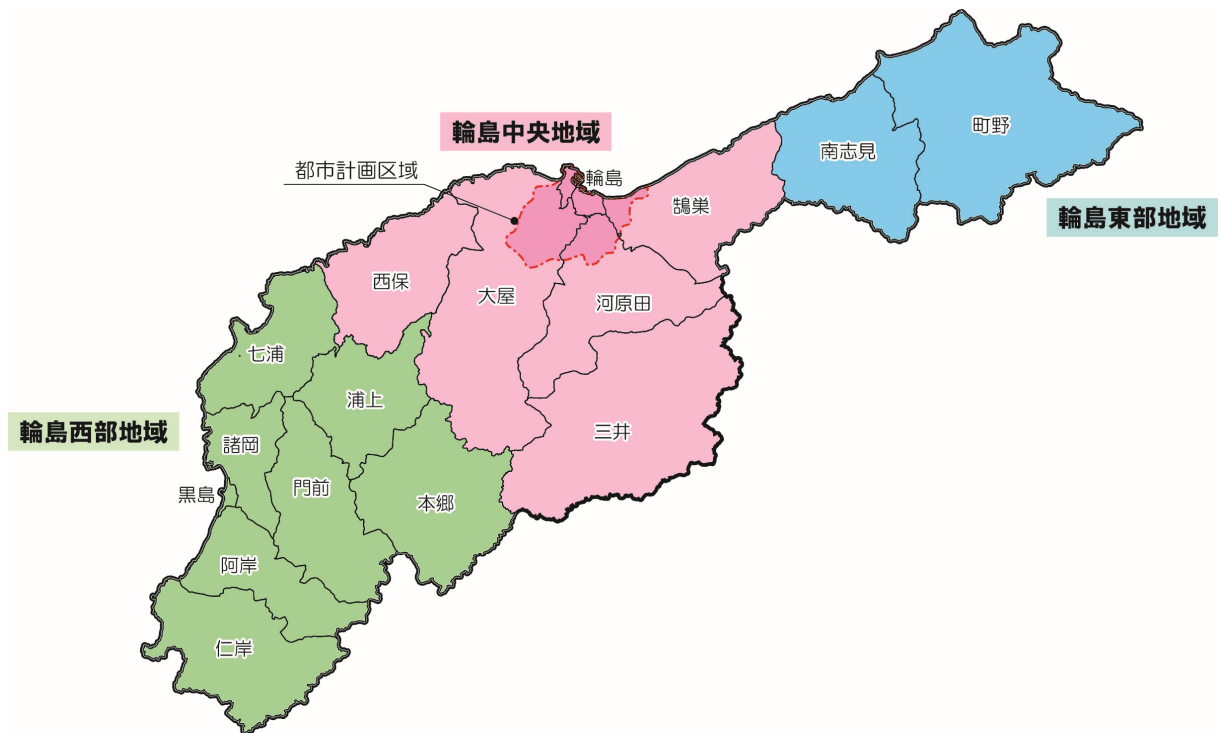 町野
輪島中央地域
南志見
都市計画区域
輪島
鵠巣
輪島東部地域
西保
大屋
河原田
七浦
浦上
輪島西部地域
諸岡
三井
門前
黒島
本郷
阿岸
仁岸